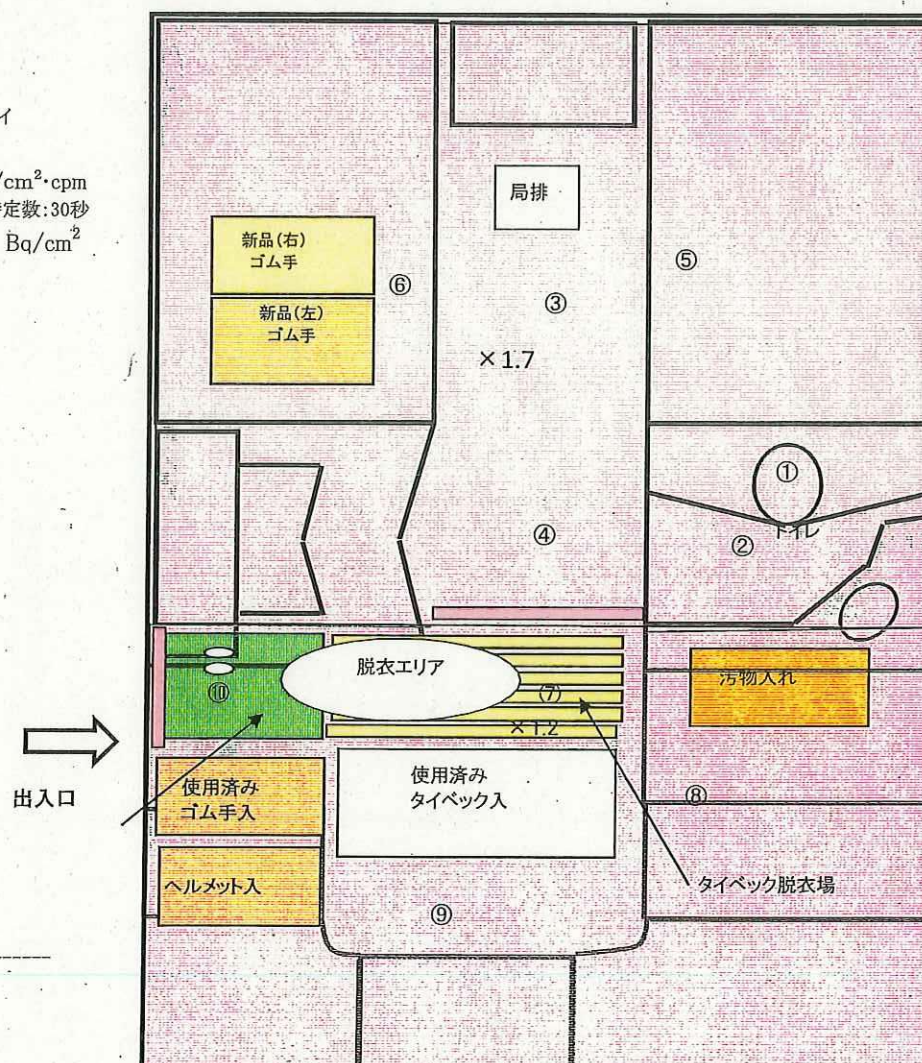 イ
/cm²・cpm
定数:30秒
Bq/cm²
局排
新品(右)
ゴム手
新品(左)
ゴム手
⑥
⑤
③
×1.7
①
トイレ
②
④
脱衣エリア
⑩
⑦
×1.2
汚物入れ
出入口
使用済み
ゴム手入
使用済み
タイベック入
⑧
ヘルメット入
タイベック脱衣場
⑨